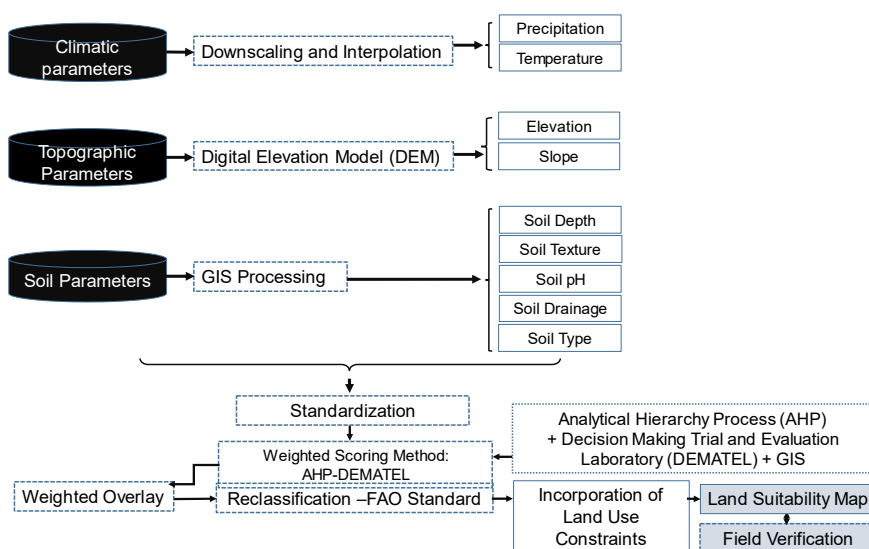 Climatic
parameters
Downscaling and Interpolation
Precipitation
Temperature
Topographic
Parameters
Digital Elevation Model (DEM)
Elevation
Slope
Soil Parameters
GIS Processing
Soil Depth
Soil Texture
Soil pH
Soil Drainage
Soil Type
Standardization
Weighted Scoring Method:
AHP-DEMATEL
Analytical Hierarchy Process (AHP)
+ Decision Making Trial and Evaluation
Laboratory (DEMATEL) + GIS
Weighted Overlay
Reclassification –FAO Standard
Incorporation of
Land Use
Constraints
Land Suitability Map
Field Verification